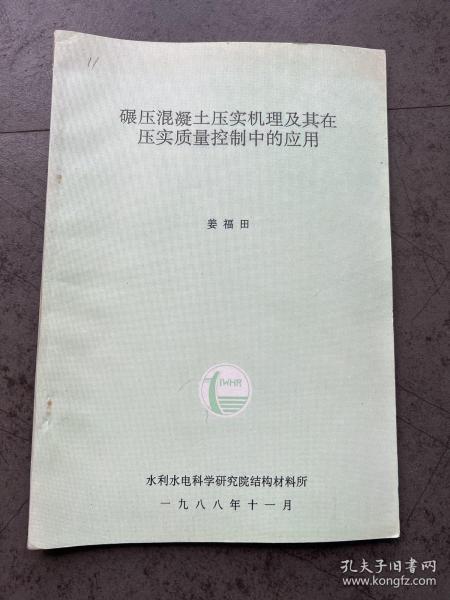 11
碾压混凝土压实机理及其在
压实质量控制中的应用
姜福田
IWHR
水利水电科学研究院结构材料所
一九八八年十一月
孔夫子旧书网
www.kongfz.com